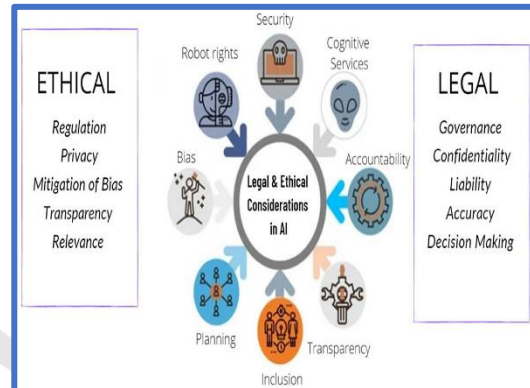 ETHICAL
Regulation
Privacy
Mitigation of Bias
Transparency
Relevance
Security
Robot rights
Cognitive
Services
Bias
Legal & Ethical
Considerations
in AI
Accountability
Planning
Transparency
Inclusion
LEGAL
Governance
Confidentiality
Liability
Accuracy
Decision Making